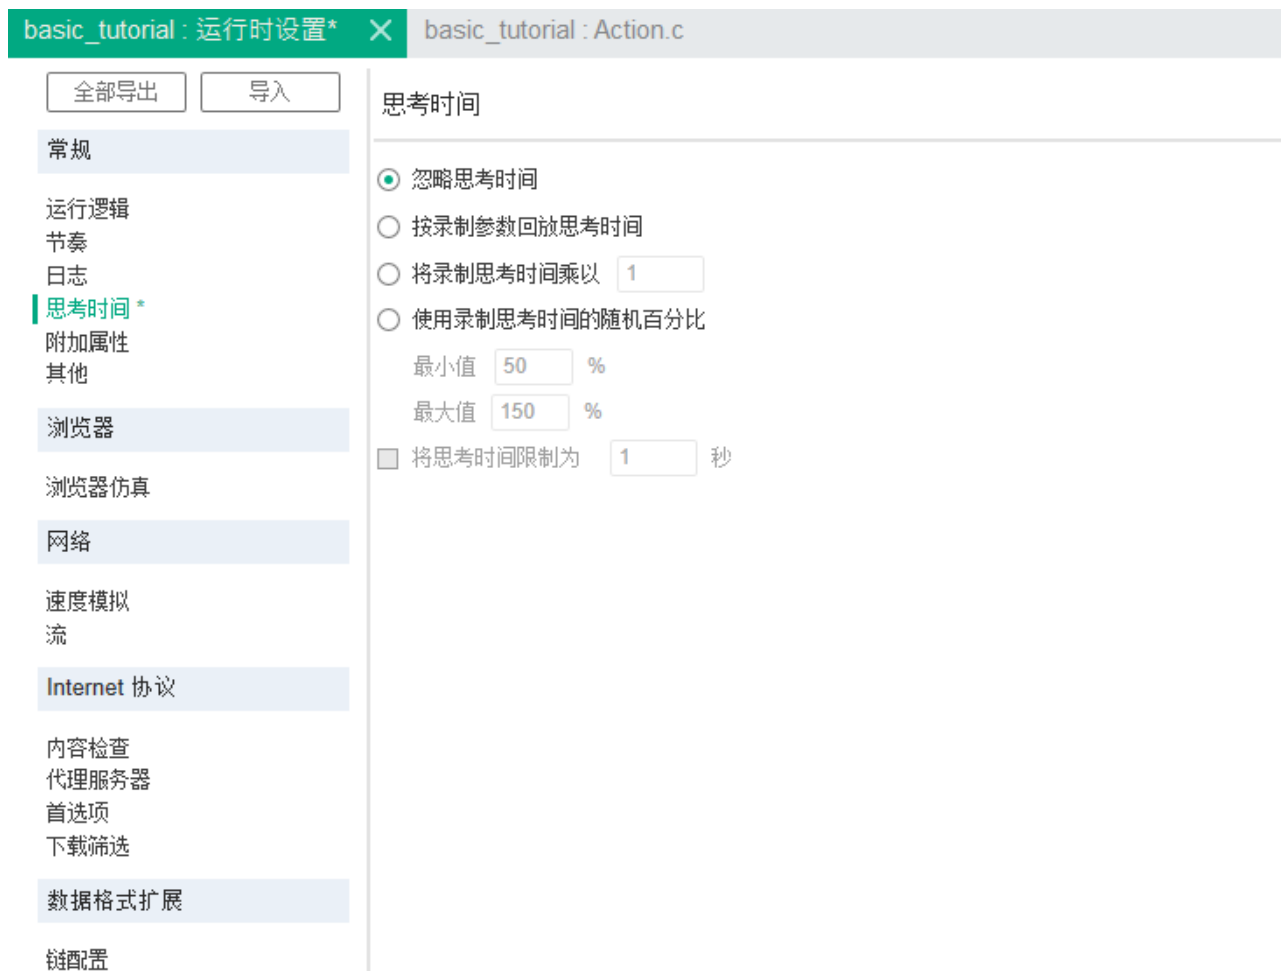 basic_tutorial : 运行时设置* basic_tutorial : Action.c
全部导出 导入
常规
运行逻辑
节奏
日志
思考时间 *
附加属性
其他
浏览器
浏览器仿真
网络
速度模拟
流
Internet 协议
内容检查
代理服务器
首选项
下载筛选
数据格式扩展
链配置
思考时间
忽略思考时间
按录制参数回放思考时间
将录制思考时间乘以 1
使用录制思考时间的随机百分比
最小值 50 %
最大值 150 %
将思考时间限制为 1 秒